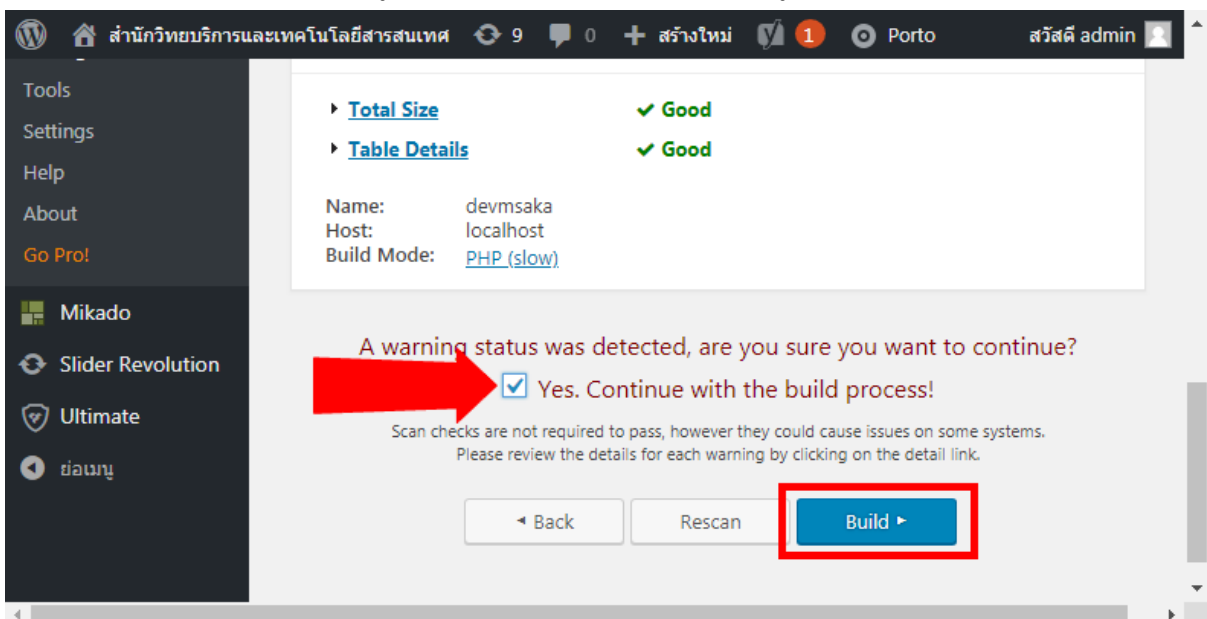 สำนักวิทยบริการและเทคโนโลยีสารสนเทศ 9 0 + สร้างใหม่ 1 Porto สวัสดี admin
Tools
Settings
Help
About
Go Pro!
Mikado
Slider Revolution
Ultimate
ย่อเมนู
Total Size ✔ Good
Table Details ✔ Good
Name: devmsaka
Host: localhost
Build Mode: PHP (slow)
A warning status was detected, are you sure you want to continue?
Yes. Continue with the build process!
Scan checks are not required to pass, however they could cause issues on some systems.
Please review the details for each warning by clicking on the detail link.
◄ Back Rescan Build ►